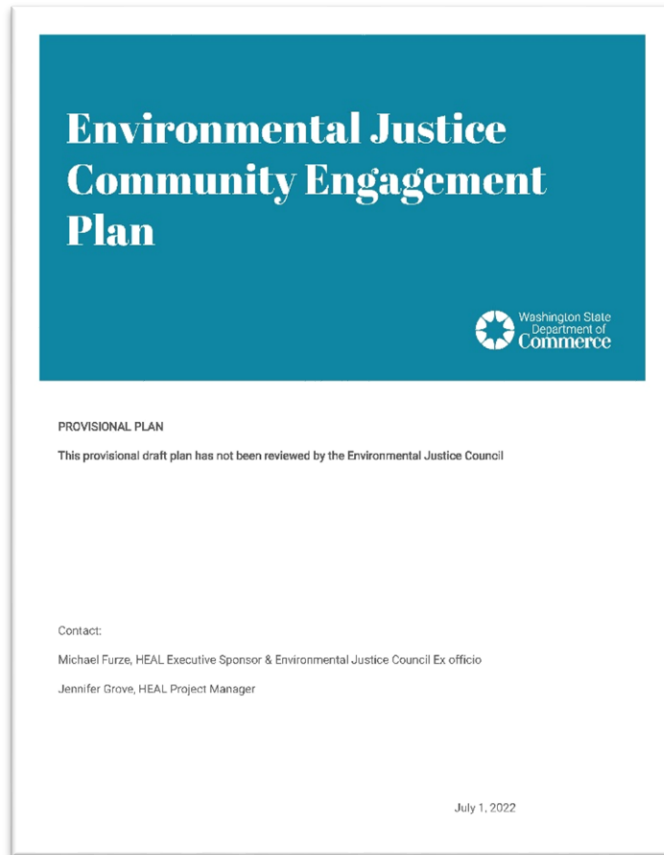 Environmental Justice
Community Engagement
Plan
Washington State
Department of
Commerce
PROVISIONAL PLAN
This provisional draft plan has not been reviewed by the Environmental Justice Council
Contact:
Michael Furze, HEAL Executive Sponsor & Environmental Justice Council Ex officio
Jennifer Grove, HEAL Project Manager
July 1, 2022